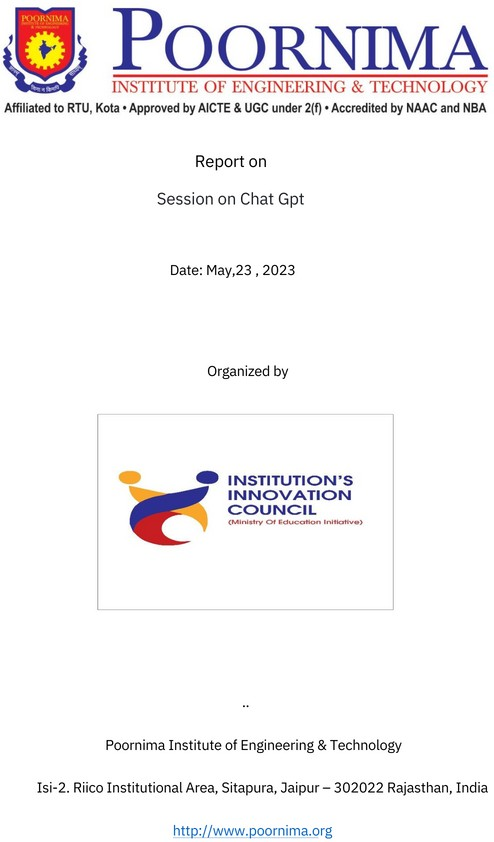 POORNIMA
INSTITUTE OF ENGINEERING & TECHNOLOGY
POORNIMA
INSTITUTE OF ENGINEERING & TECHNOLOGY
Affiliated to RTU, Kota • Approved by AICTE & UGC under 2(f) • Accredited by NAAC and NBA
Report on
Session on Chat Gpt
Date: May,23 , 2023
Organized by
INSTITUTION'S
INNOVATION
COUNCIL
(Ministry Of Education Initiative)
..
Poornima Institute of Engineering & Technology
Isi-2. Riico Institutional Area, Sitapura, Jaipur – 302022 Rajasthan, India
http://www.poornima.org